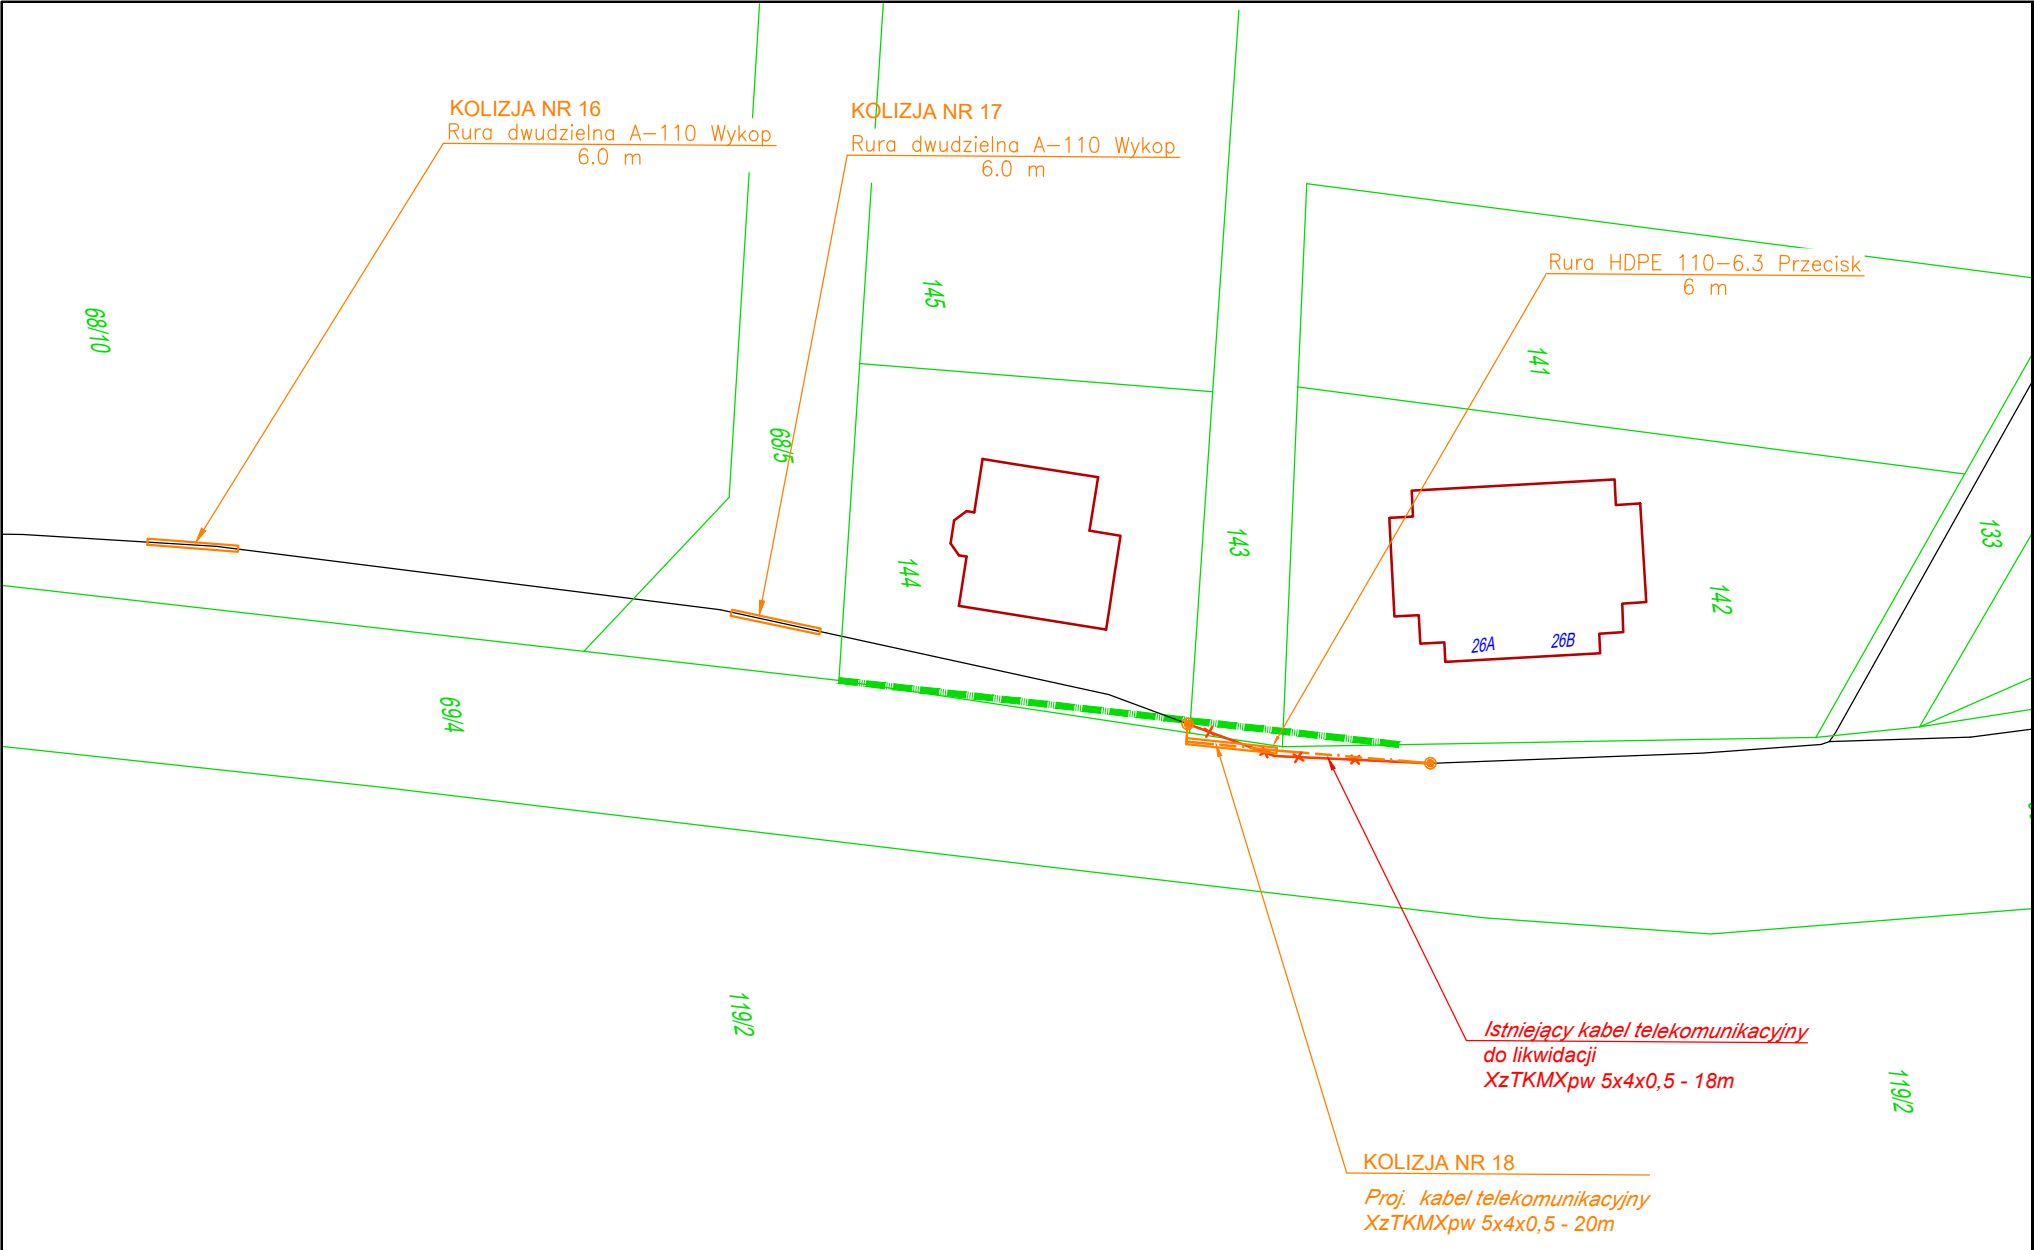 KOLIZJA NR 16
Rura dwudzielna A-110 Wykop
6.0 m
KOLIZJA NR 17
Rura dwudzielna A-110 Wykop
6.0 m
Rura HDPE 110-6.3 Przecisk
6 m
68/10
145
141
68/5
144
143
142
133
26A
26B
69/4
119/2
Istniejący kabel telekomunikacyjny
do likwidacji
XzTKMXpw 5x4x0,5 - 18m
119/2
KOLIZJA NR 18
Proj. kabel telekomunikacyjny
XzTKMXpw 5x4x0,5 - 20m